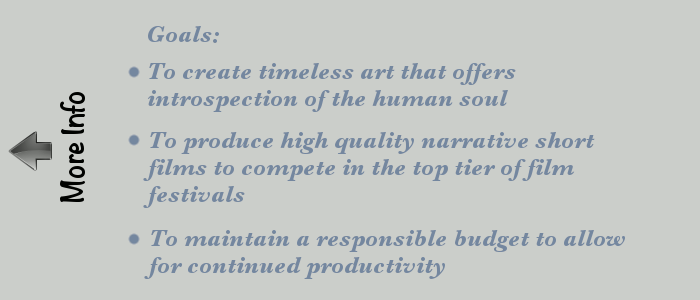 More Info
Goals:
To create timeless art that offers
introspection of the human soul
To produce high quality narrative short
films to compete in the top tier of film
festivals
To maintain a responsible budget to allow
for continued productivity